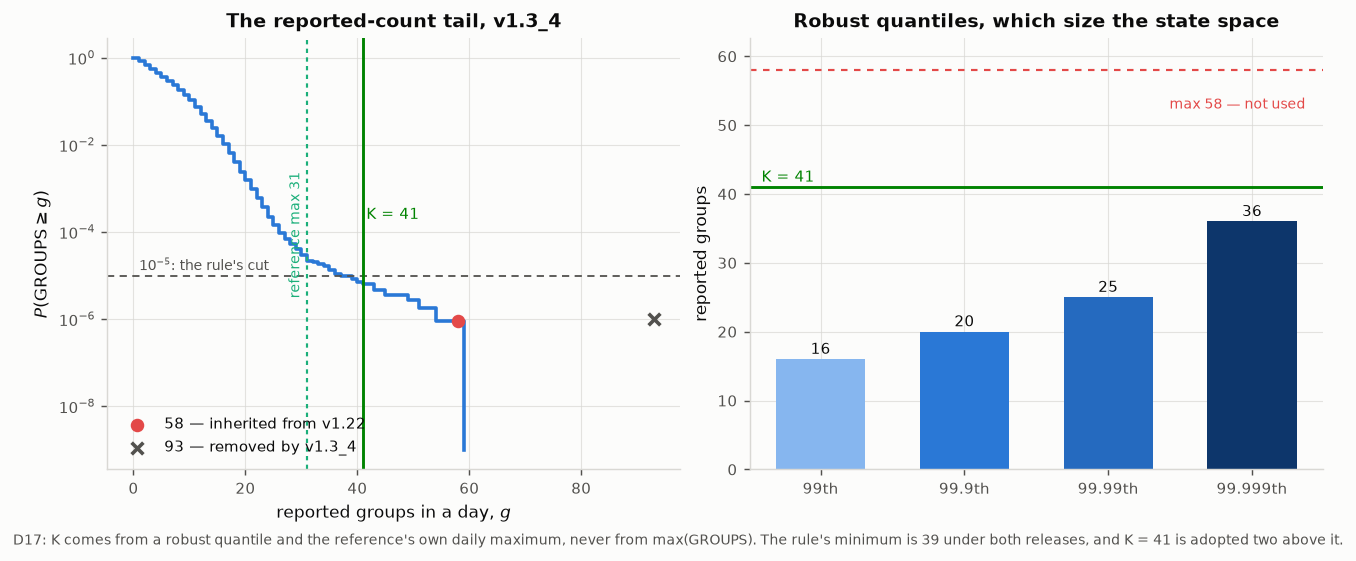 The reported-count tail, v1.3_4
P(GROUPS ≥ g)
10⁰
10⁻²
10⁻⁴
10⁻⁶
10⁻⁸
reference max 31
K = 41
10⁻⁵: the rule's cut
58 — inherited from v1.22
93 — removed by v1.3_4
0 20 40 60 80
reported groups in a day, g
Robust quantiles, which size the state space
reported groups
60
50
40
30
20
10
0
max 58 — not used
K = 41
16
20
25
36
99th 99.9th 99.99th 99.999th
D17: K comes from a robust quantile and the reference's own daily maximum, never from max(GROUPS). The rule's minimum is 39 under both releases, and K = 41 is adopted two above it.